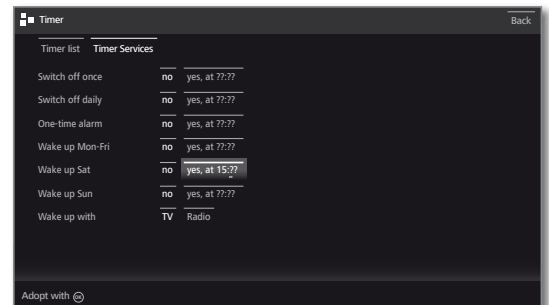 Timer Back
Timer list Timer Services
Switch off once no yes, at ??:??
Switch off daily no yes, at ??:??
One-time alarm no yes, at ??:??
Wake up Mon-Fri no yes, at ??:??
Wake up Sat no yes, at 15:??
Wake up Sun no yes, at ??:??
Wake up with TV Radio
Adopt with OK